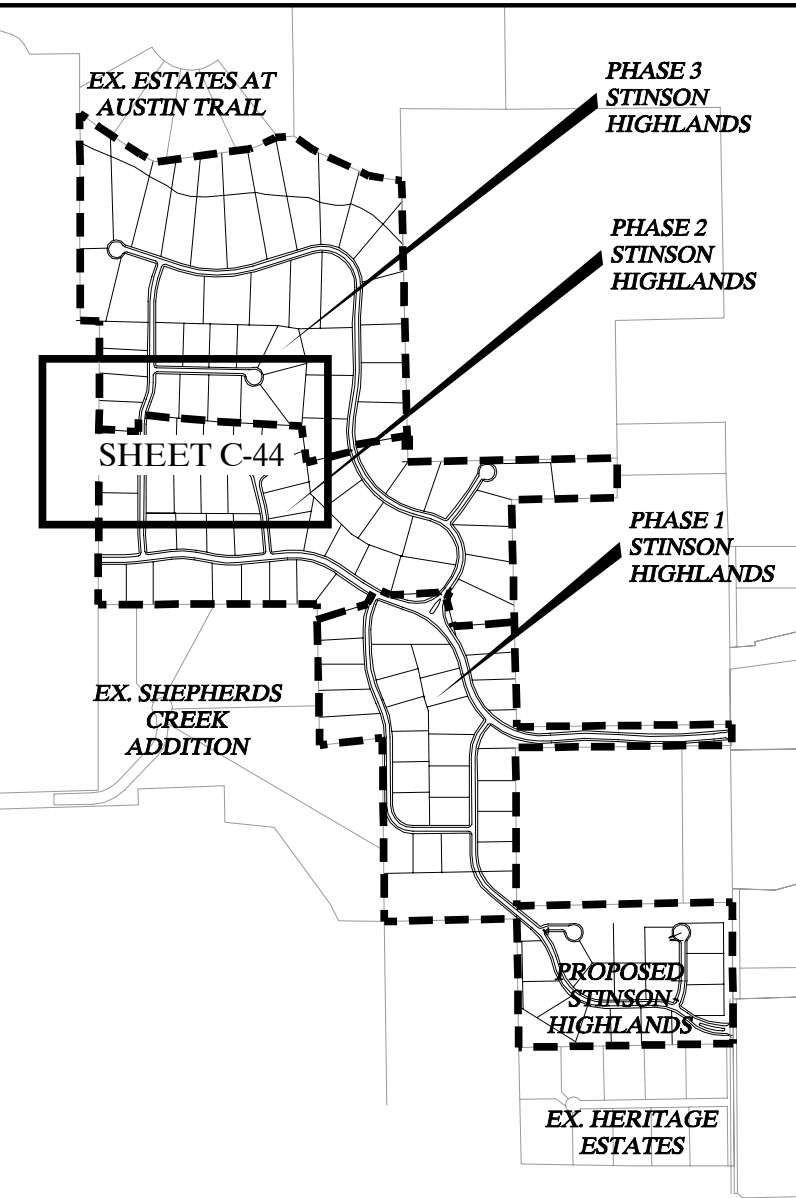 EX. ESTATES AT
AUSTIN TRAIL
PHASE 3
STINSON
HIGHLANDS
PHASE 2
STINSON
HIGHLANDS
SHEET C-44
PHASE 1
STINSON
HIGHLANDS
EX. SHEPHERDS
CREEK
ADDITION
PROPOSED
STINSON
HIGHLANDS
EX. HERITAGE
ESTATES